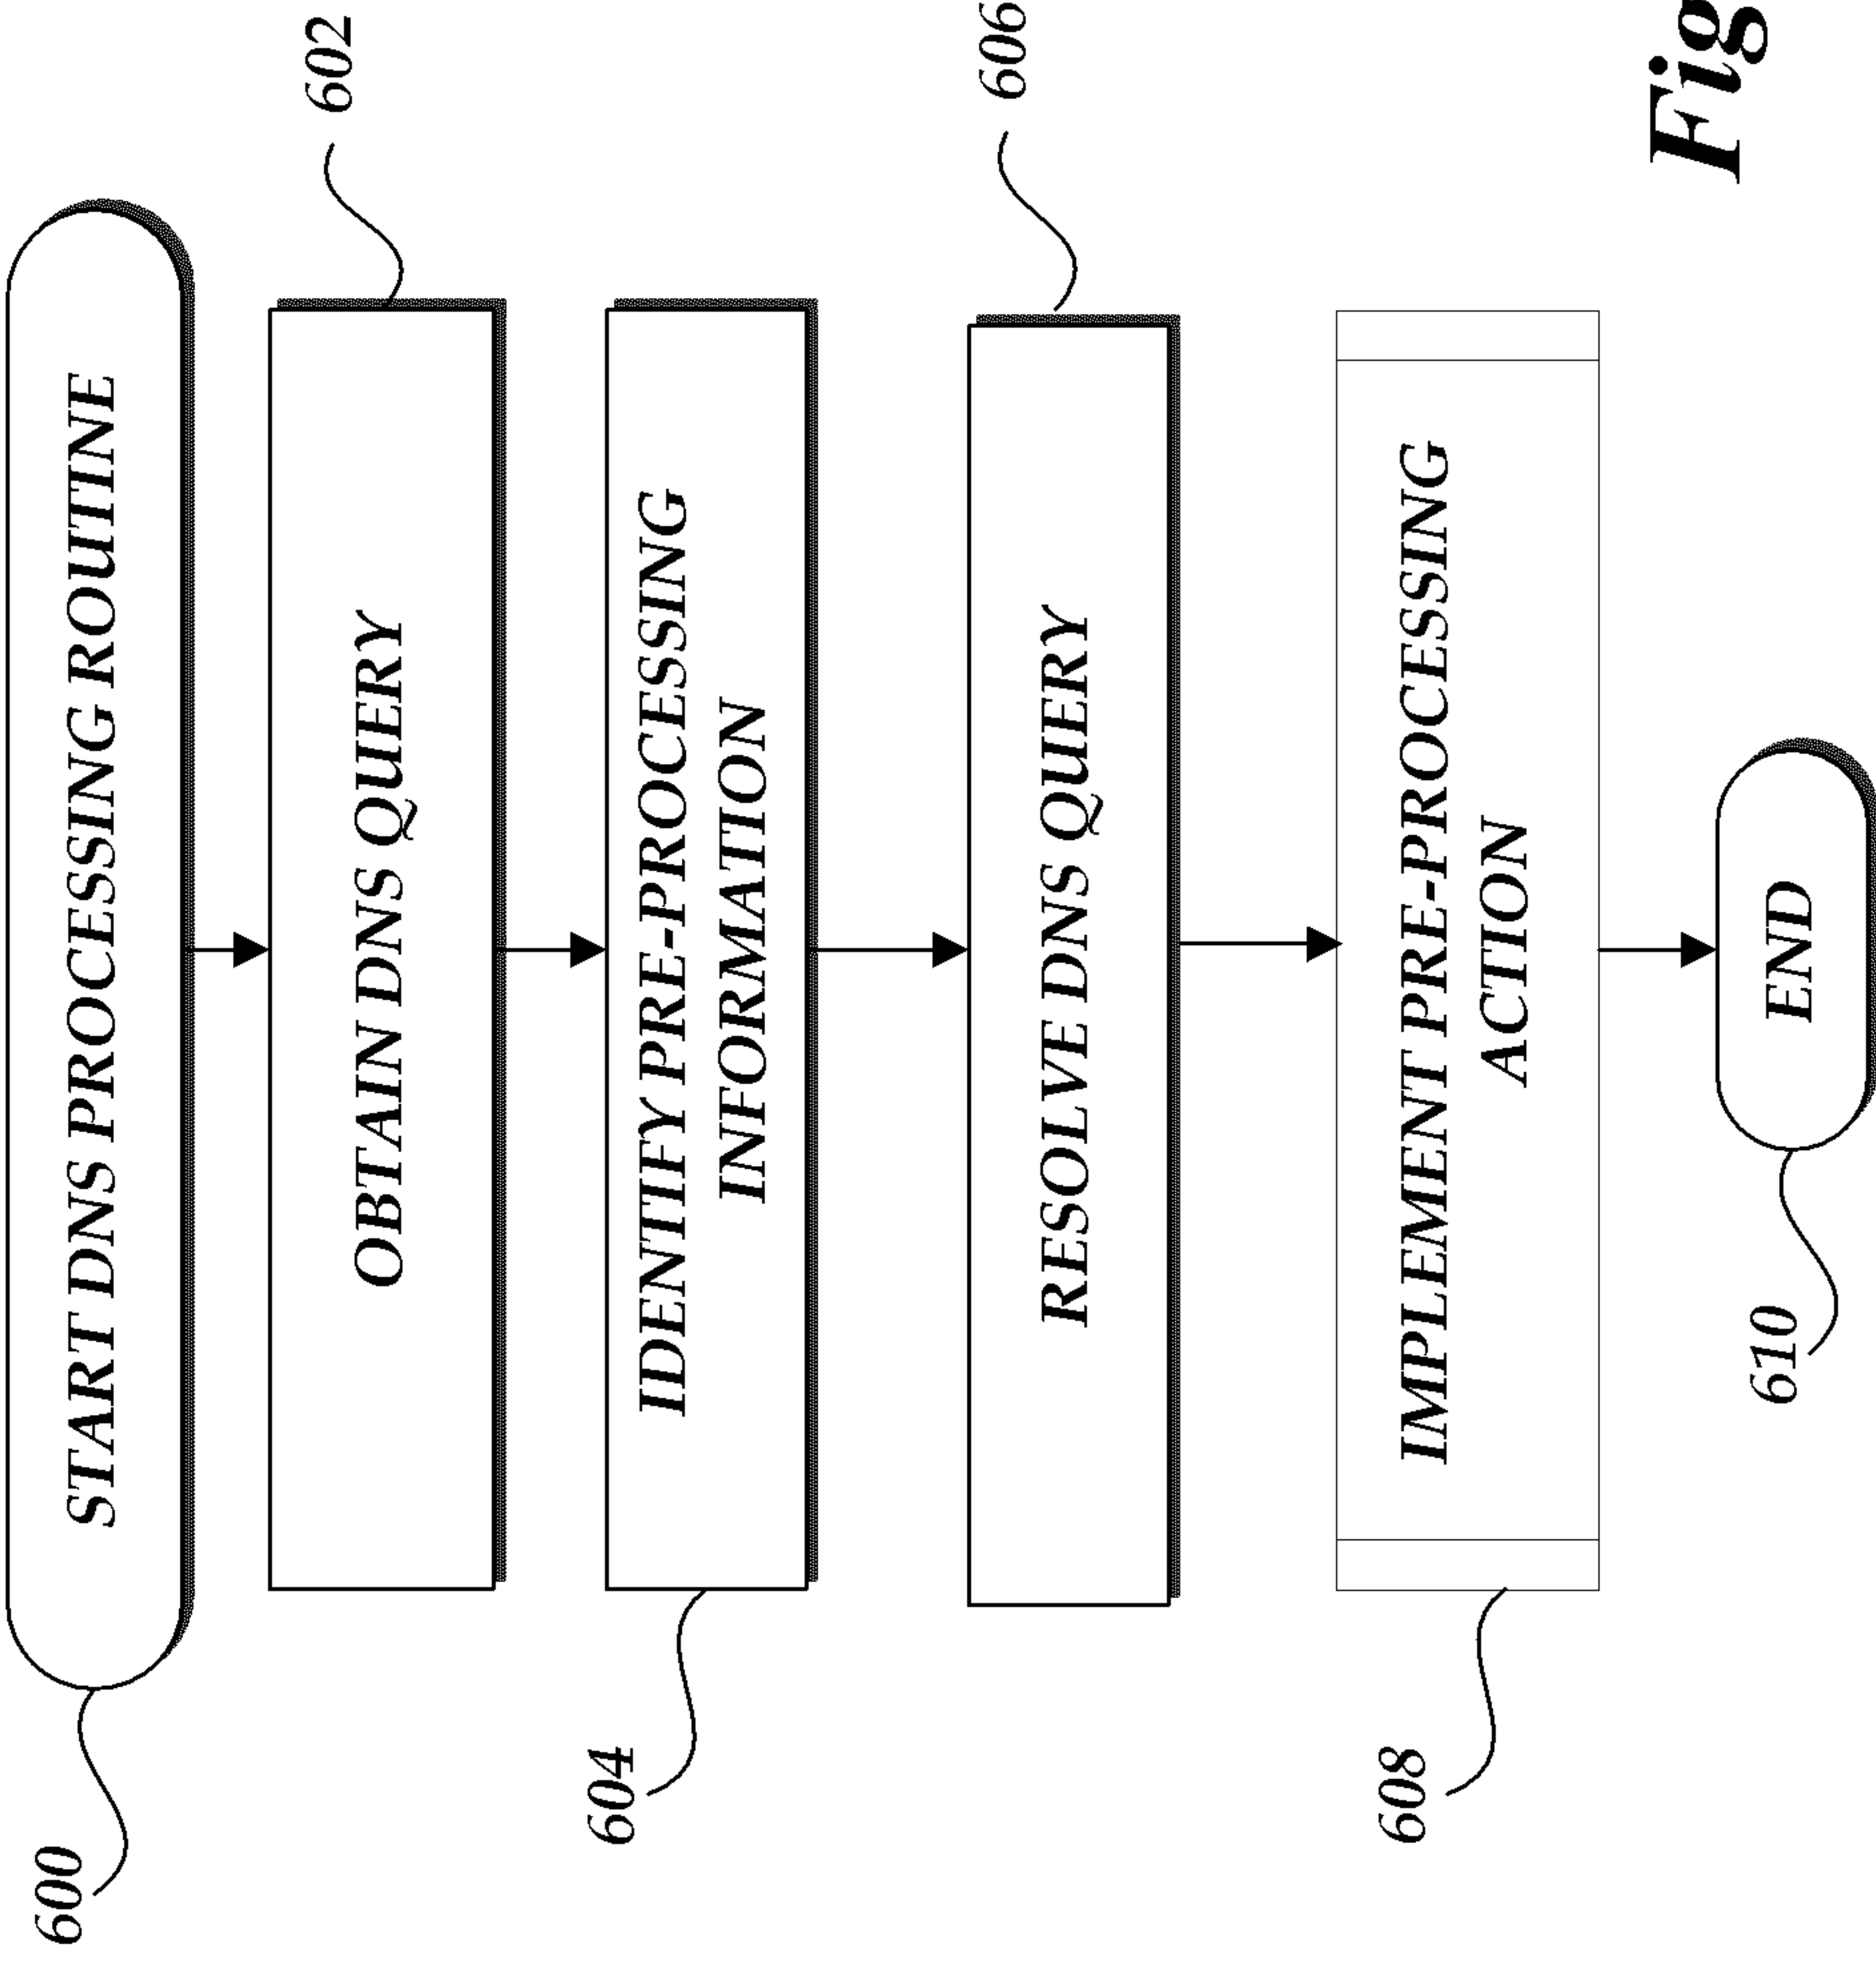 600
START DNS PROCESSING ROUTINE
602
OBTAIN DNS QUERY
604
IDENTIFY PRE-PROCESSING
INFORMATION
606
RESOLVE DNS QUERY
608
IMPLEMENT PRE-PROCESSING
ACTION
610
END
Fig